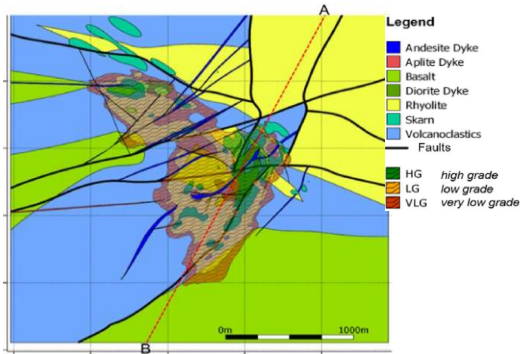 A
Legend
Andesite Dyke
Aplite Dyke
Basalt
Diorite Dyke
Rhyolite
Skarn
Volcanoclastics
Faults
HG high grade
LG low grade
VLG very low grade
0m 1000m
B